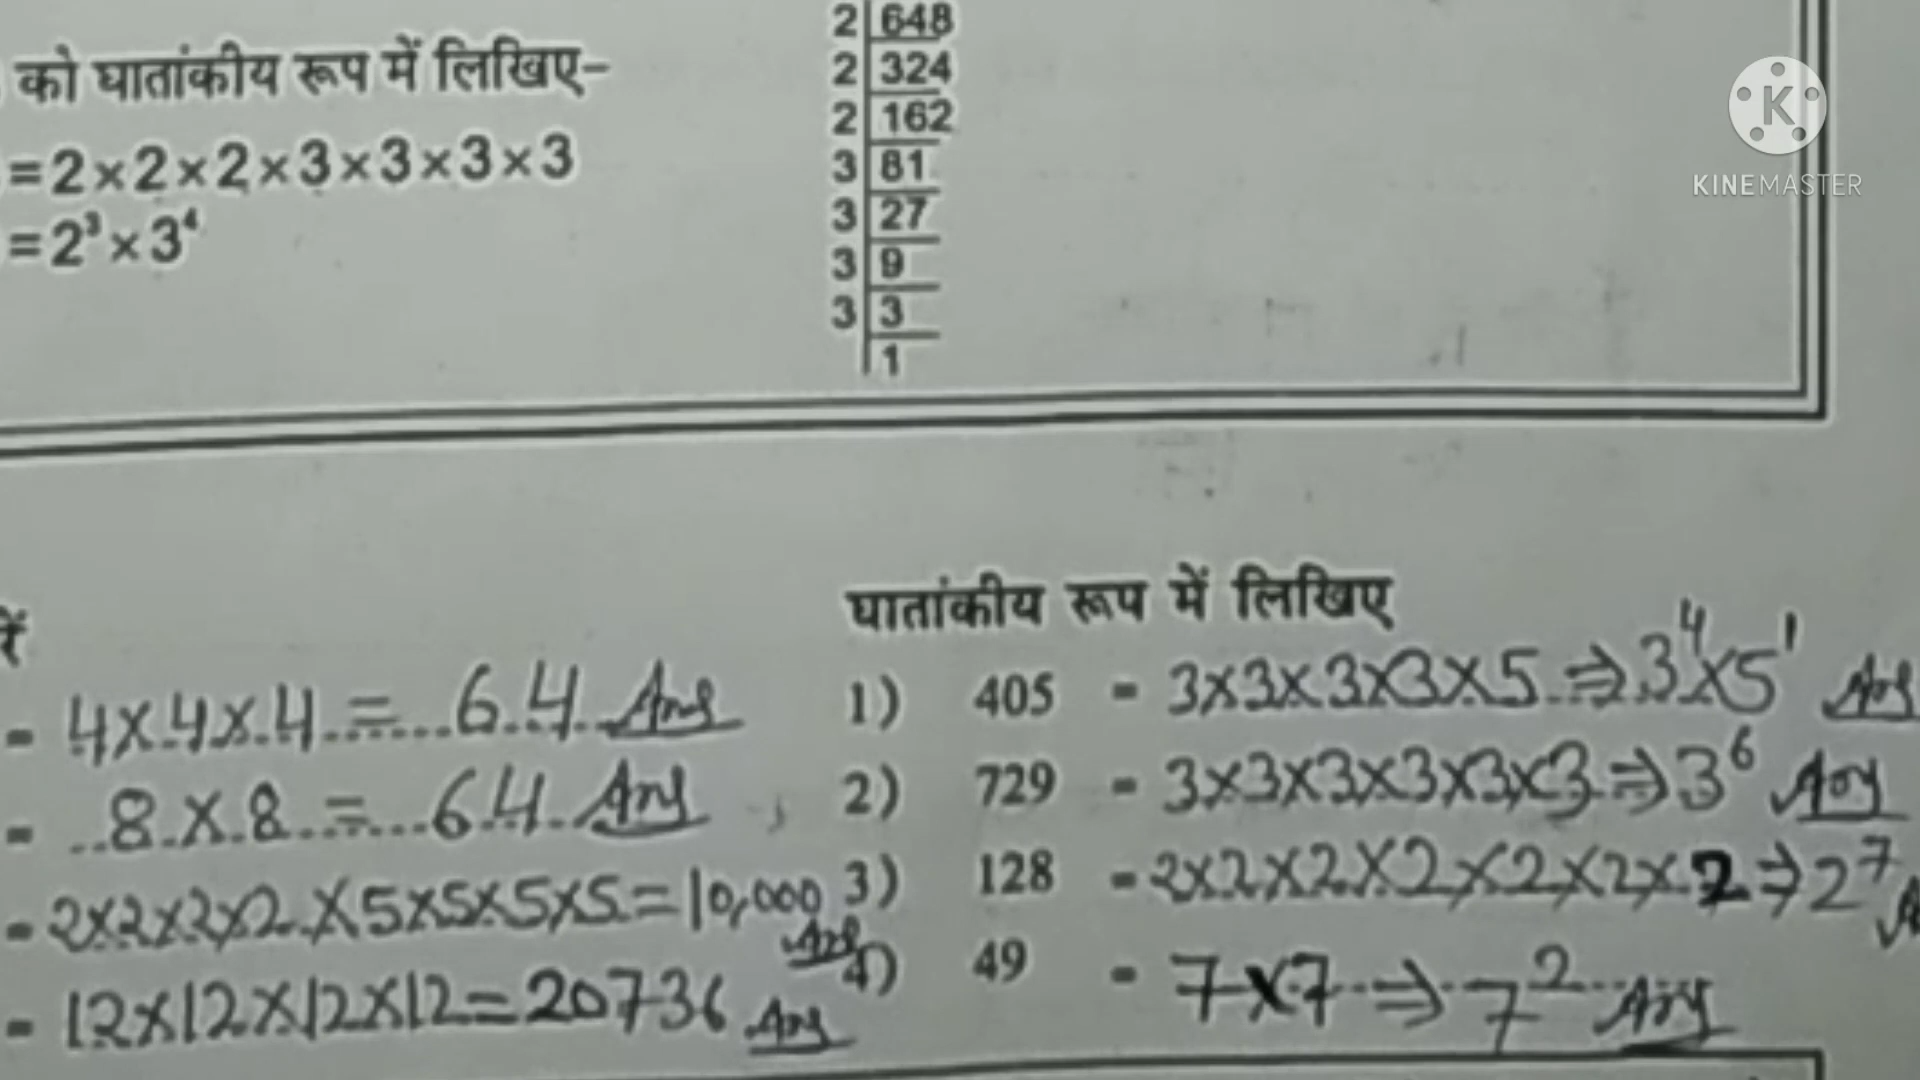 को घातांकीय रूप में लिखिए-
=2×2×2×3×3×3×3
=2³×3⁴
2 648
2 324
2 162
3 81
3 27
3 9
3 3
1
KINEMASTER
रें
- 4×4×4 = 64 Ans
- 8×8 = 64 Ans
- 2×2×2×2×5×5×5×5=10,000 Ans
- 12×12×12×12=20736 Ans
घातांकीय रूप में लिखिए
1) 405 - 3×3×3×3×5 ⇒ 3⁴×5¹ Ans
2) 729 - 3×3×3×3×3×3 ⇒ 3⁶ Ans
3) 128 - 2×2×2×2×2×2×2 ⇒ 2⁷
4) 49 - 7×7 ⇒ 7² Ans